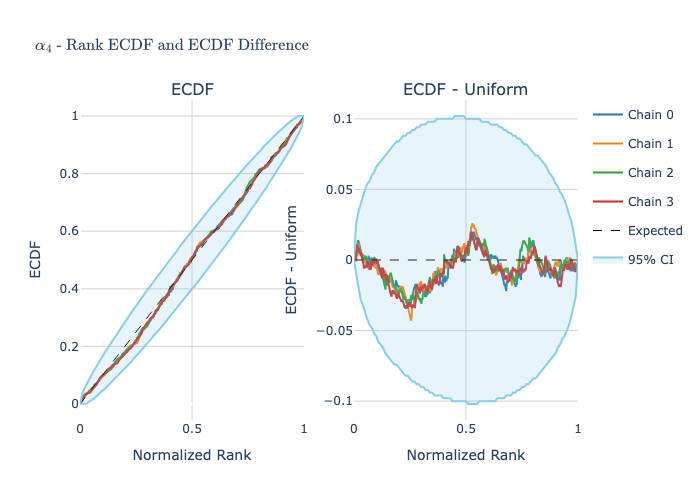 α₄ - Rank ECDF and ECDF Difference
ECDF
ECDF
1
0.8
0.6
0.4
0.2
0
0
0.5
1
Normalized Rank
ECDF - Uniform
ECDF - Uniform
0.1
0.05
0
−0.05
−0.1
0
0.5
1
Normalized Rank
Chain 0
Chain 1
Chain 2
Chain 3
Expected
95% CI